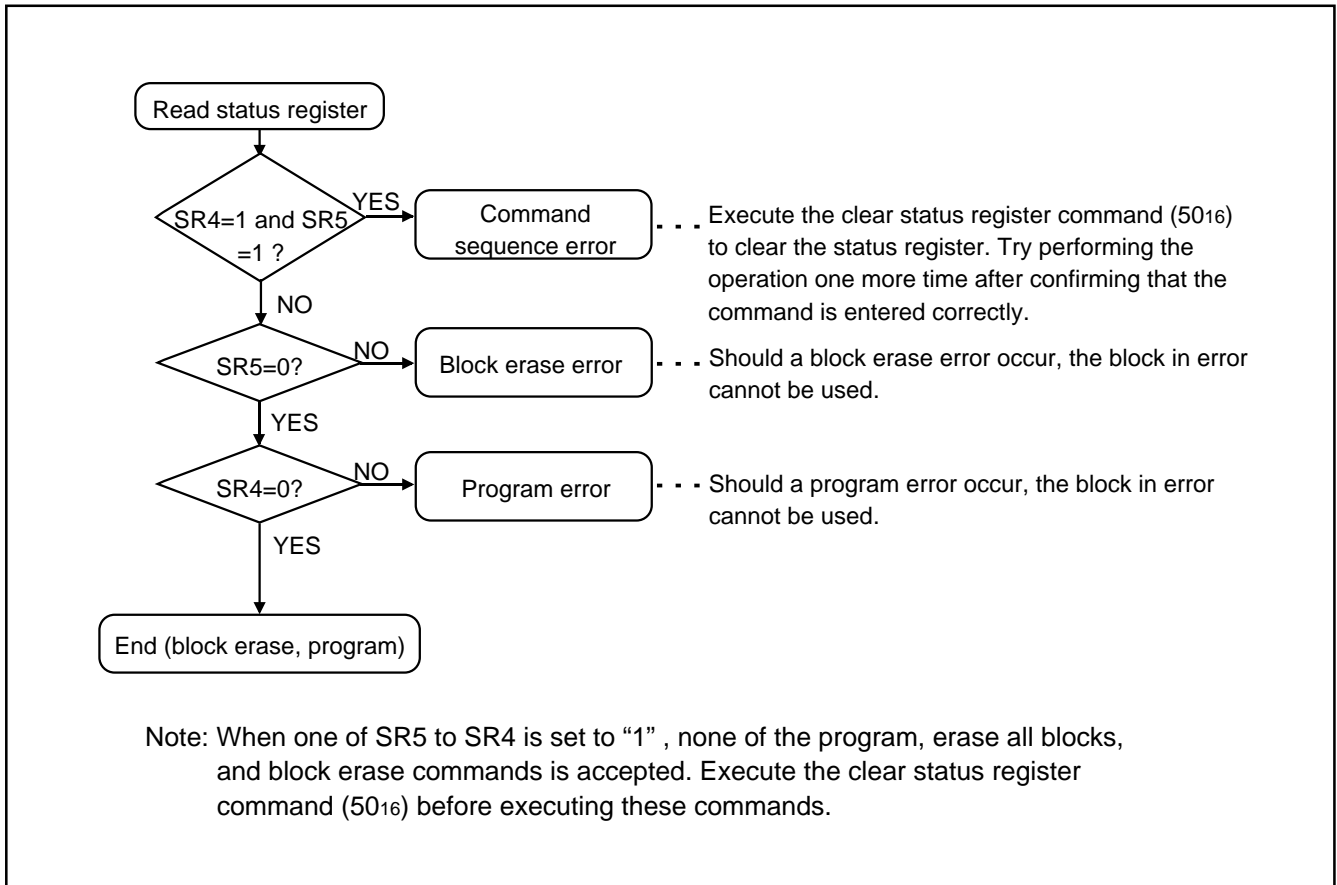 Read status register
SR4=1 and SR5
=1 ?
YES
Command
sequence error
Execute the clear status register command (5016)
to clear the status register. Try performing the
operation one more time after confirming that the
command is entered correctly.
NO
SR5=0?
NO
Block erase error
Should a block erase error occur, the block in error
cannot be used.
YES
SR4=0?
NO
Program error
Should a program error occur, the block in error
cannot be used.
YES
End (block erase, program)
Note: When one of SR5 to SR4 is set to “1” , none of the program, erase all blocks,
and block erase commands is accepted. Execute the clear status register
command (5016) before executing these commands.